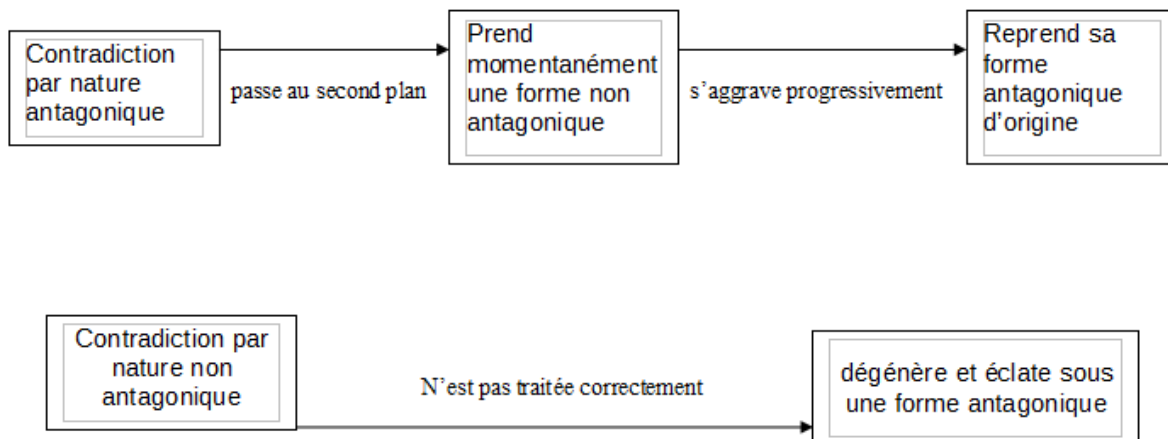 Contradiction
par nature
antagonique
passe au second plan
Prend
momentanément
une forme non
antagonique
s'aggrave progressivement
Reprend sa
forme
antagonique
d'origine
Contradiction par
nature non
antagonique
N'est pas traitée correctement
dégénère et éclate sous
une forme antagonique